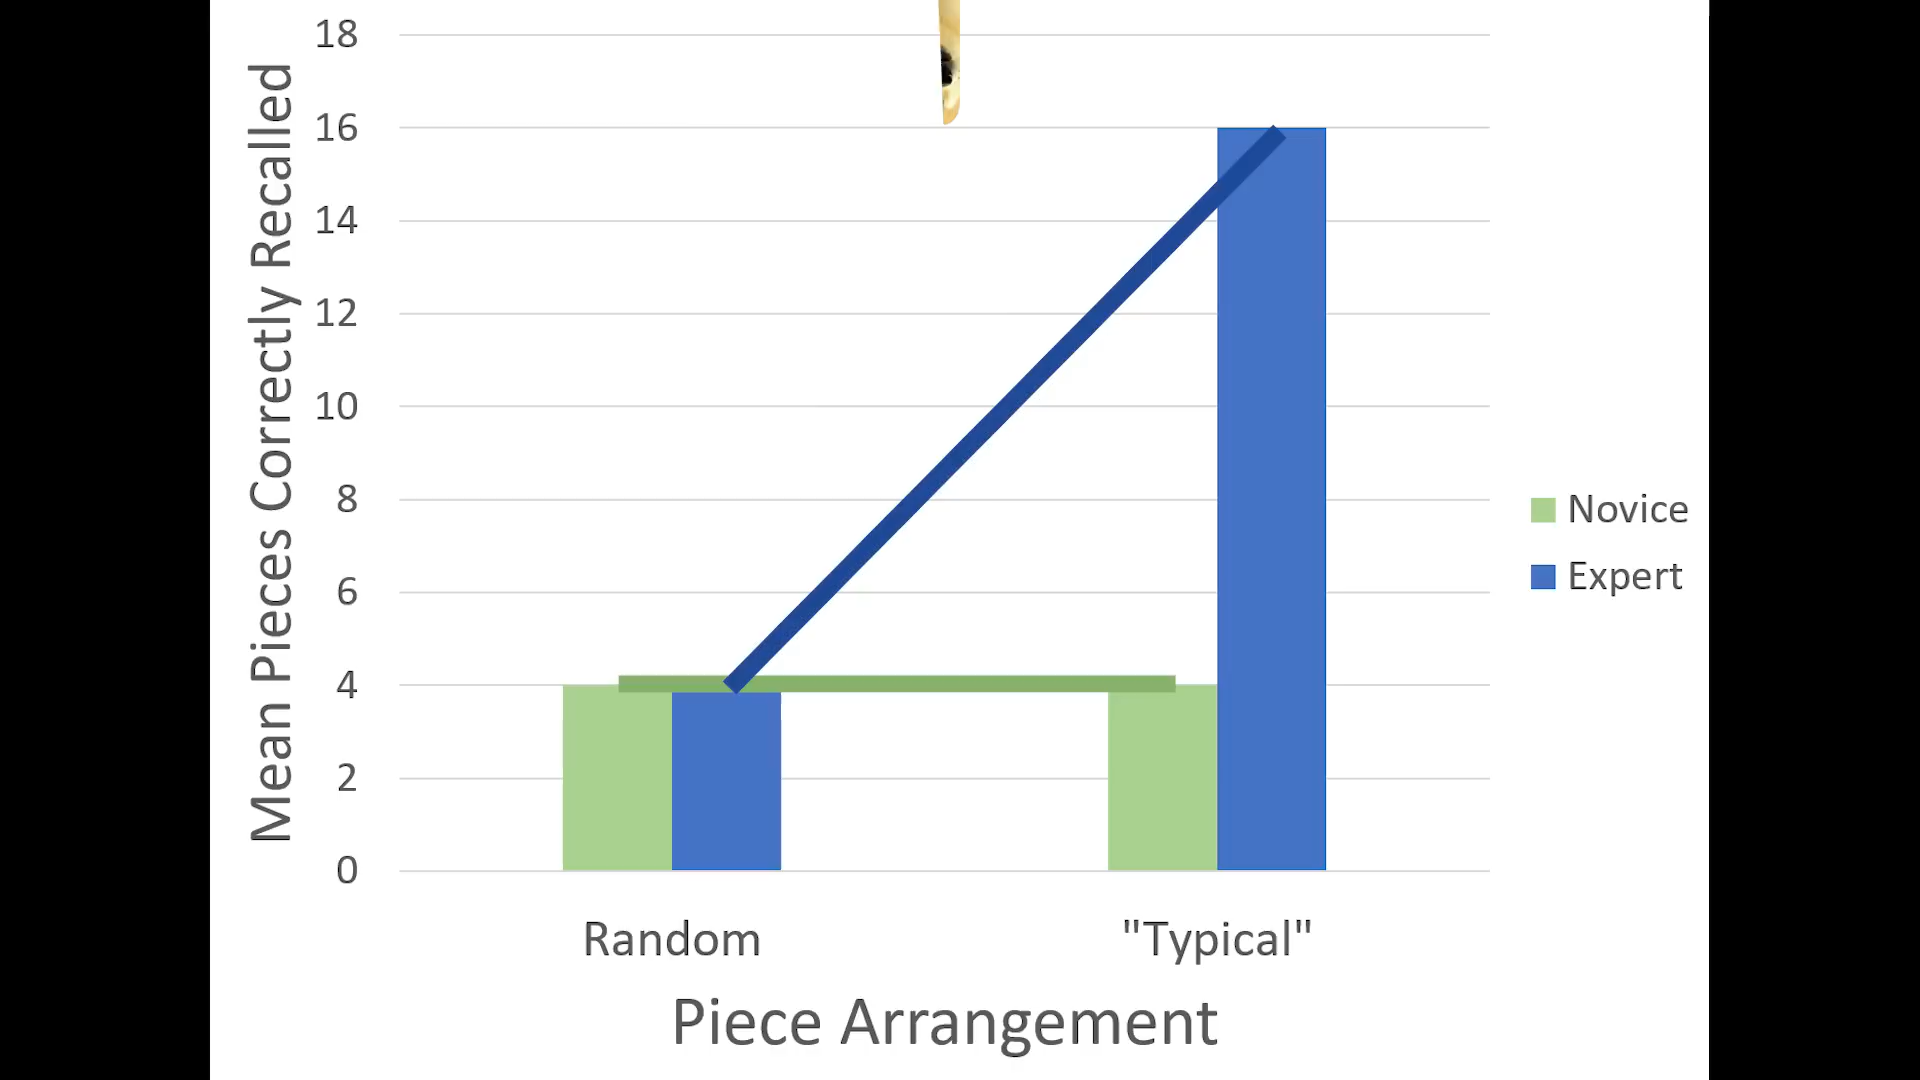 Mean Pieces Correctly Recalled
18
16
14
12
10
8
6
4
2
0
Random
"Typical"
Piece Arrangement
Novice
Expert